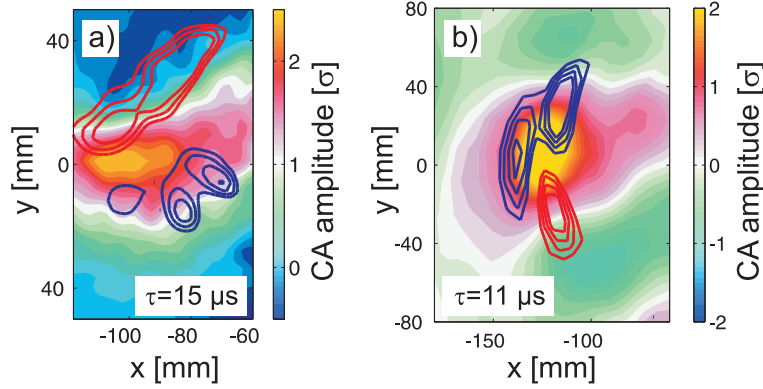 a)
40
0
40
y [mm]
-100
-80
-60
x [mm]
τ=15 µs
2
1
0
CA amplitude [σ]
b)
80
40
0
-40
80
y [mm]
-150
-100
x [mm]
τ=11 µs
2
1
0
-1
-2
CA amplitude [σ]